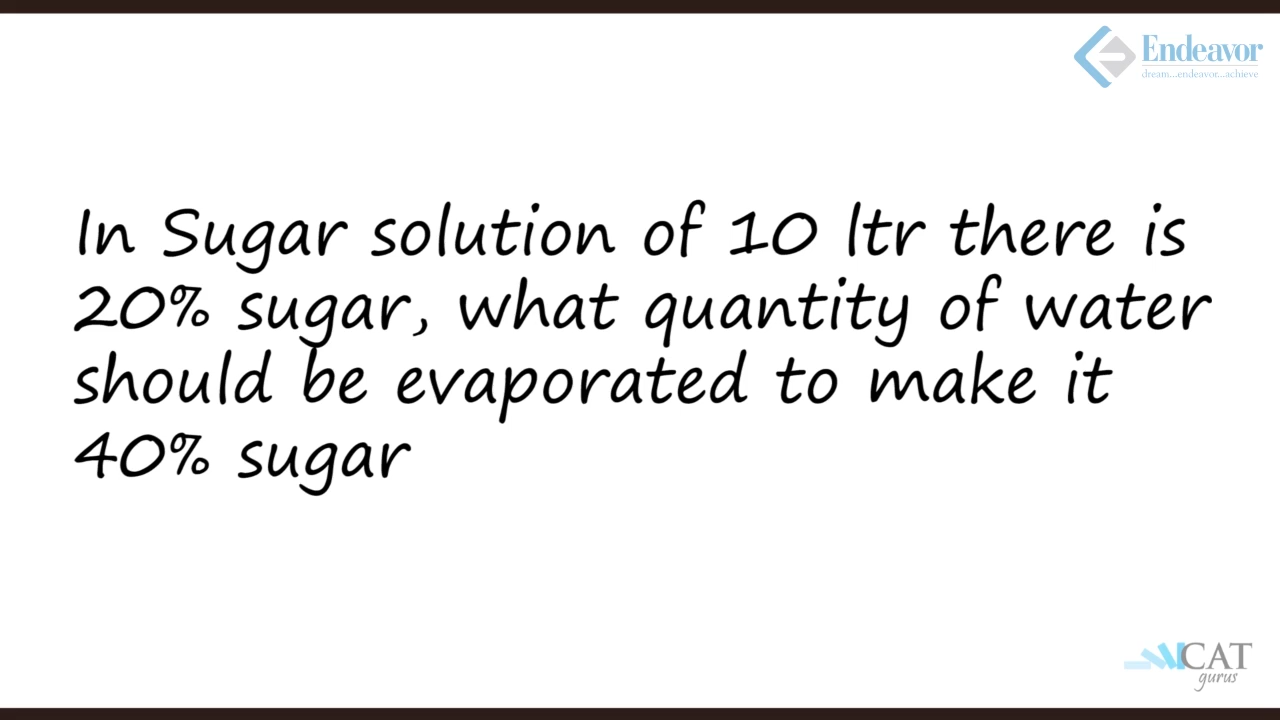 Endeavor
dream...endeavor...achieve
In Sugar solution of 10 ltr there is
20% sugar, what quantity of water
should be evaporated to make it
40% sugar
CAT
gurus